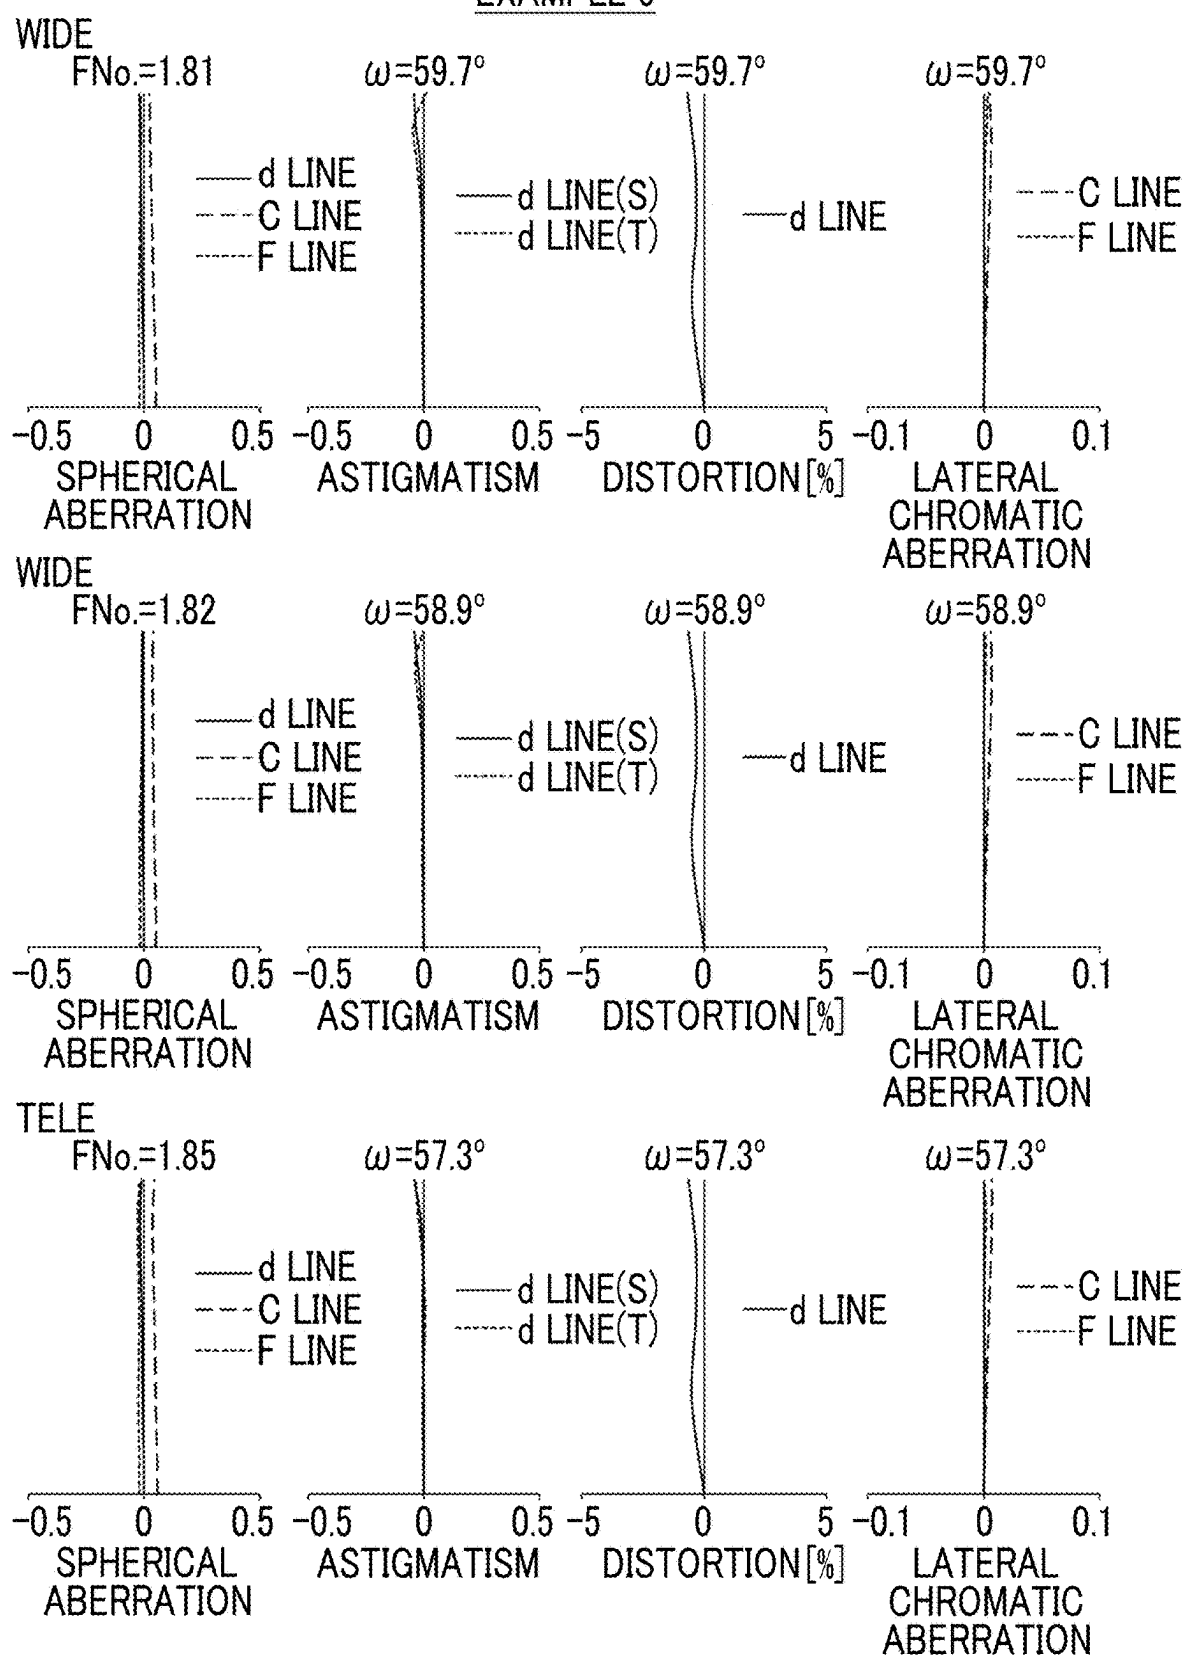 WIDE
FNo.=1.81 ω=59.7° ω=59.7° ω=59.7°
d LINE
C LINE
F LINE
d LINE(S)
d LINE(T)
d LINE
C LINE
F LINE
-0.5 0 0.5 -0.5 0 0.5 -5 0 5 -0.1 0 0.1
SPHERICAL
ABERRATION
ASTIGMATISM
DISTORTION[%]
LATERAL
CHROMATIC
ABERRATION
WIDE
FNo.=1.82 ω=58.9° ω=58.9° ω=58.9°
d LINE
C LINE
F LINE
d LINE(S)
d LINE(T)
d LINE
C LINE
F LINE
-0.5 0 0.5 -0.5 0 0.5 -5 0 5 -0.1 0 0.1
SPHERICAL
ABERRATION
ASTIGMATISM
DISTORTION[%]
LATERAL
CHROMATIC
ABERRATION
TELE
FNo.=1.85 ω=57.3° ω=57.3° ω=57.3°
d LINE
C LINE
F LINE
d LINE(S)
d LINE(T)
d LINE
C LINE
F LINE
-0.5 0 0.5 -0.5 0 0.5 -5 0 5 -0.1 0 0.1
SPHERICAL
ABERRATION
ASTIGMATISM
DISTORTION[%]
LATERAL
CHROMATIC
ABERRATION